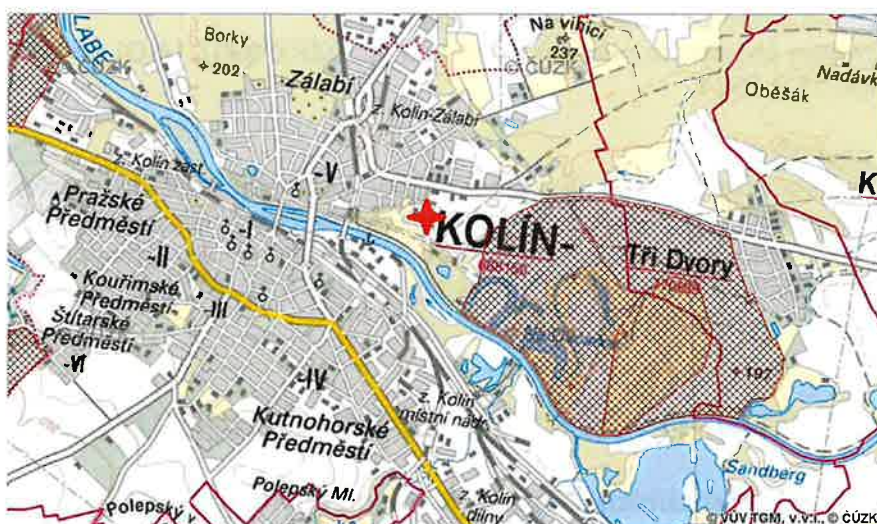 LABE
Borky
202
Zálabí
Na vinici
237
© ČÚZK
Nadávk
Oběšák
z. Kolín-Zálabí
z. Kolín zast.
-V
K
Pražské
Předměstí
-I
-II
KOLÍN-
Tři Dvory
Kouřimské
Předměstí-
-III
Štítarské
Předměstí
-VI
-IV
197
z. Kolín
místní nádr.
Kutnohorské
Předměstí
Sandberg
Polepský Ml.
Polepský v
z. Kolín
dílny
© VÚV TGM, v.v.i., © ČÚZK